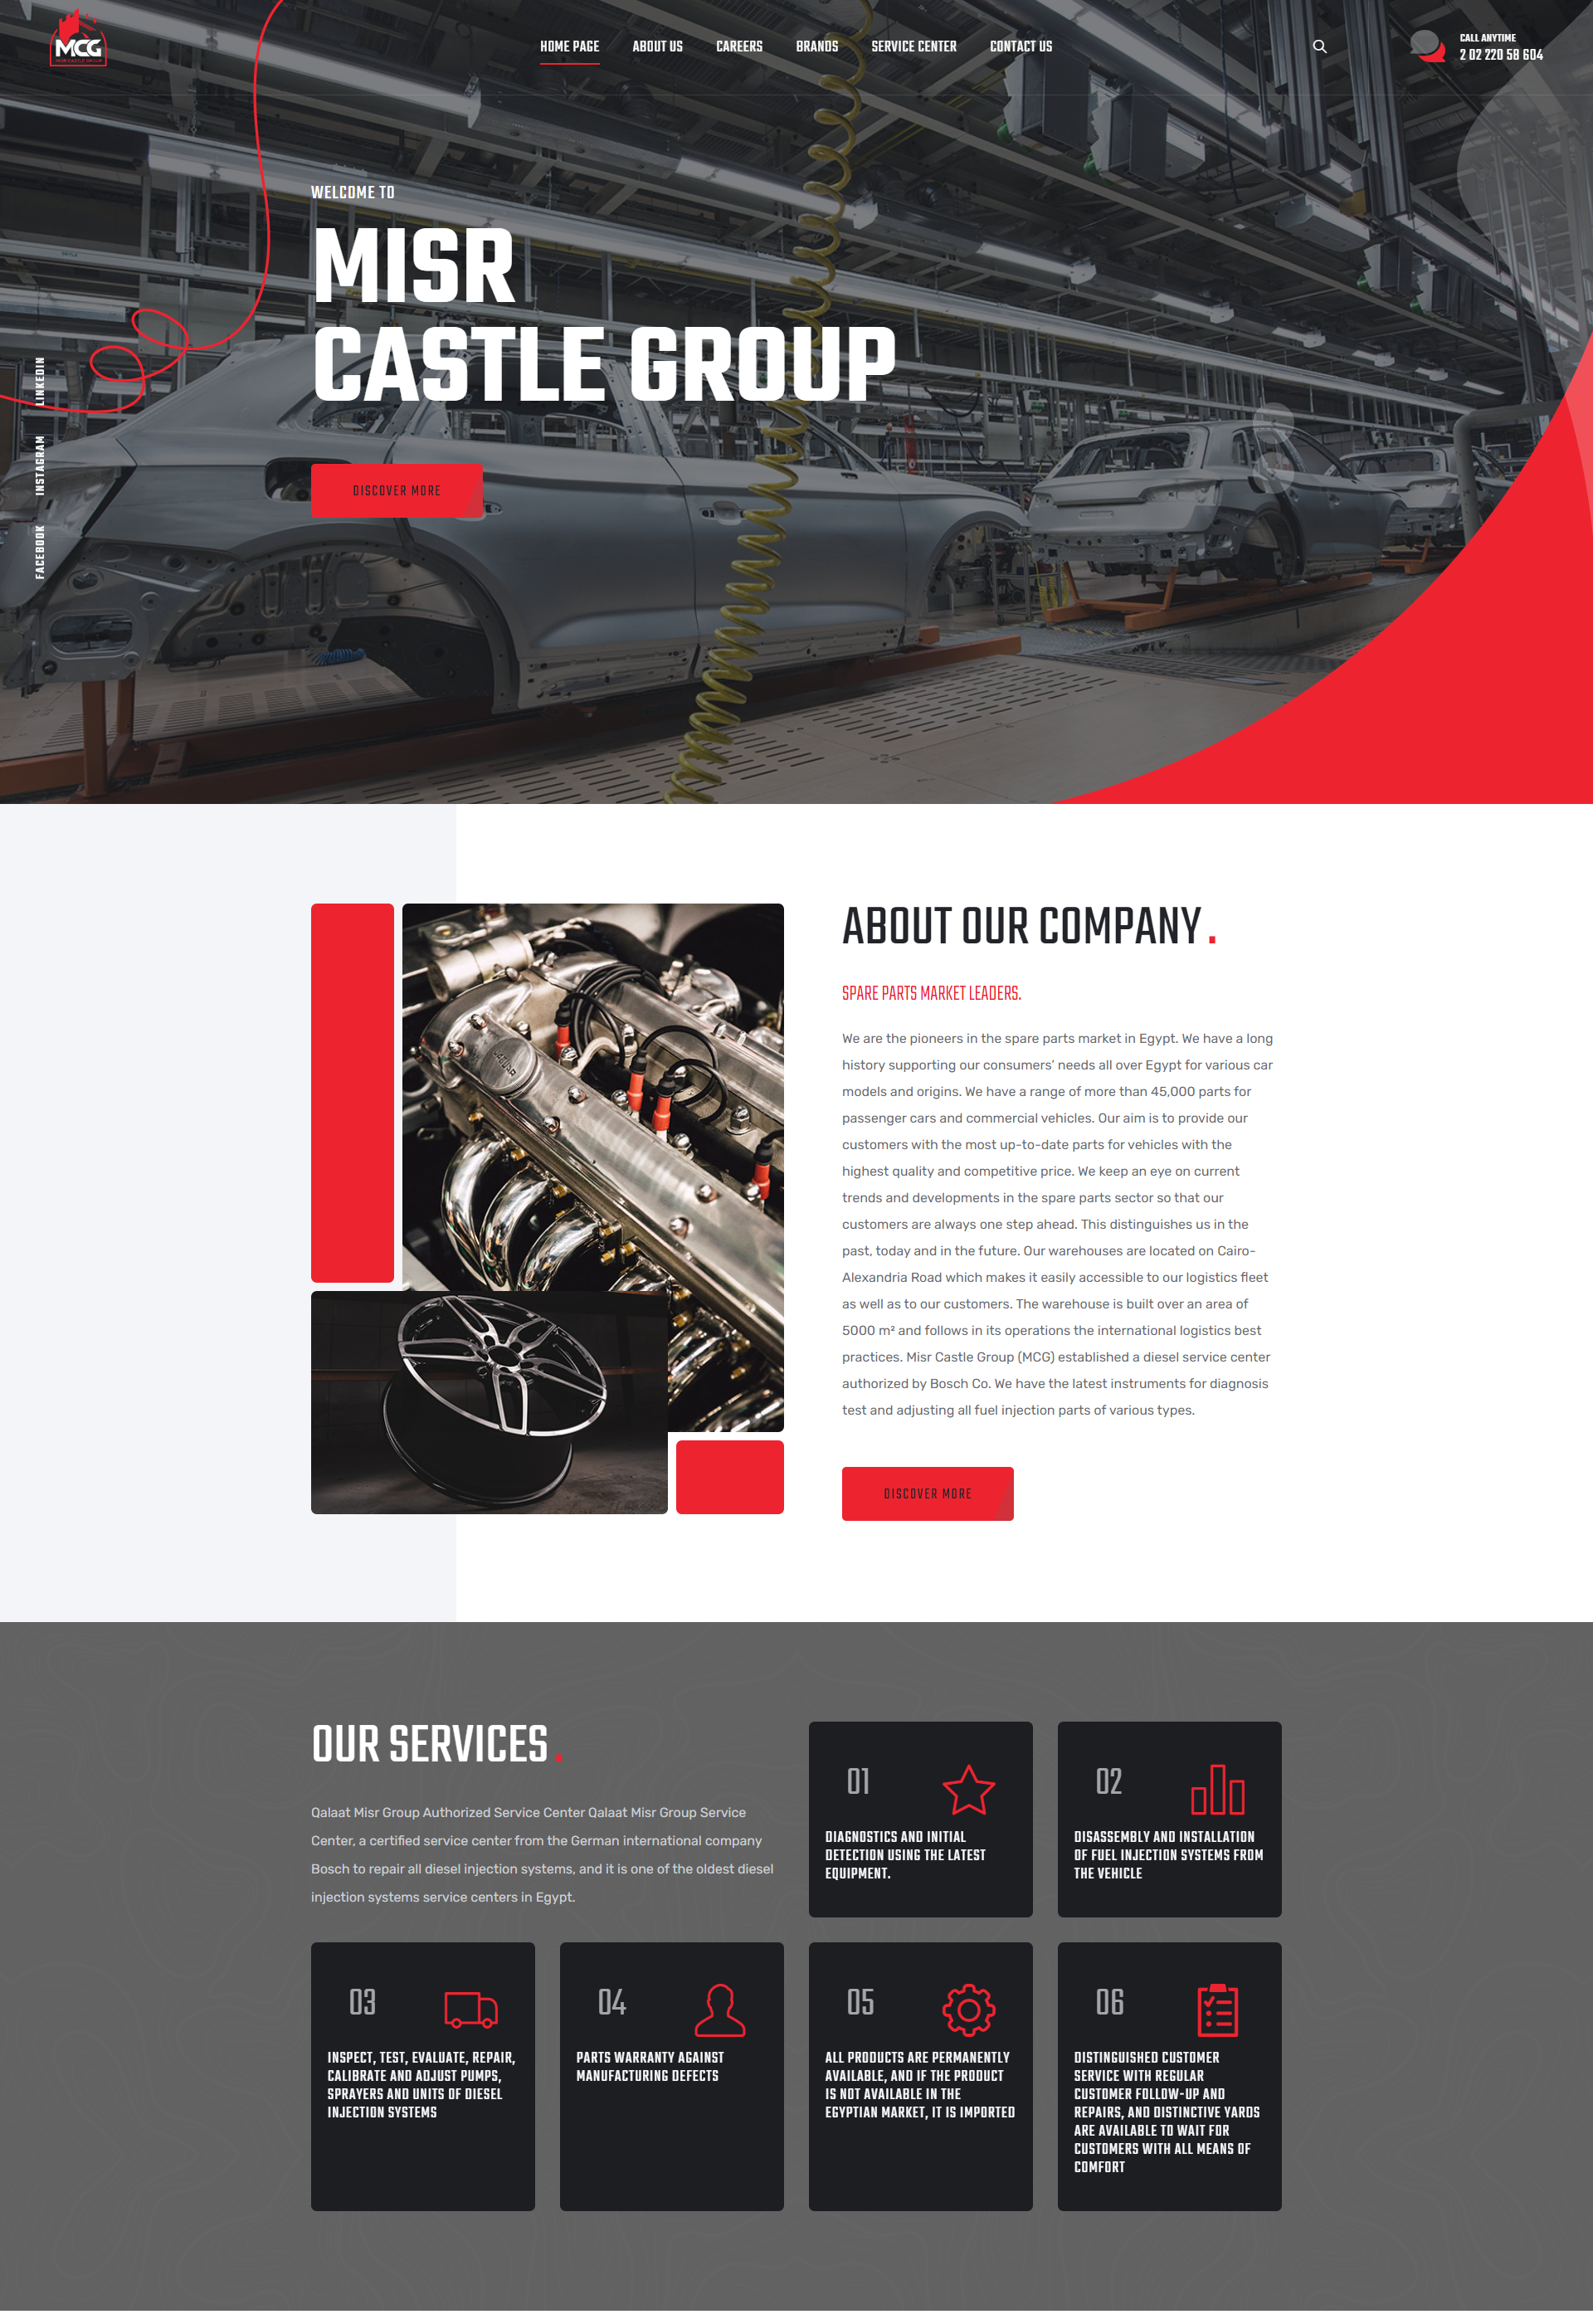 MCG
MISR CASTLE GROUP
HOME PAGE
ABOUT US
CAREERS
BRANDS
SERVICE CENTER
CONTACT US
CALL ANYTIME
2 02 220 58 604
WELCOME TO
MISR
CASTLE GROUP
DISCOVER MORE
LINKEDIN
INSTAGRAM
FACEBOOK
JAGUAR
ABOUT OUR COMPANY.
SPARE PARTS MARKET LEADERS.
We are the pioneers in the spare parts market in Egypt. We have a long
history supporting our consumers’ needs all over Egypt for various car
models and origins. We have a range of more than 45,000 parts for
passenger cars and commercial vehicles. Our aim is to provide our
customers with the most up-to-date parts for vehicles with the
highest quality and competitive price. We keep an eye on current
trends and developments in the spare parts sector so that our
customers are always one step ahead. This distinguishes us in the
past, today and in the future. Our warehouses are located on Cairo-
Alexandria Road which makes it easily accessible to our logistics fleet
as well as to our customers. The warehouse is built over an area of
5000 m² and follows in its operations the international logistics best
practices. Misr Castle Group (MCG) established a diesel service center
authorized by Bosch Co. We have the latest instruments for diagnosis
test and adjusting all fuel injection parts of various types.
DISCOVER MORE
OUR SERVICES.
Qalaat Misr Group Authorized Service Center Qalaat Misr Group Service
Center, a certified service center from the German international company
Bosch to repair all diesel injection systems, and it is one of the oldest diesel
injection systems service centers in Egypt.
01
DIAGNOSTICS AND INITIAL
DETECTION USING THE LATEST
EQUIPMENT.
02
DISASSEMBLY AND INSTALLATION
OF FUEL INJECTION SYSTEMS FROM
THE VEHICLE
03
INSPECT, TEST, EVALUATE, REPAIR,
CALIBRATE AND ADJUST PUMPS,
SPRAYERS AND UNITS OF DIESEL
INJECTION SYSTEMS
04
PARTS WARRANTY AGAINST
MANUFACTURING DEFECTS
05
ALL PRODUCTS ARE PERMANENTLY
AVAILABLE, AND IF THE PRODUCT
IS NOT AVAILABLE IN THE
EGYPTIAN MARKET, IT IS IMPORTED
06
DISTINGUISHED CUSTOMER
SERVICE WITH REGULAR
CUSTOMER FOLLOW-UP AND
REPAIRS, AND DISTINCTIVE YARDS
ARE AVAILABLE TO WAIT FOR
CUSTOMERS WITH ALL MEANS OF
COMFORT